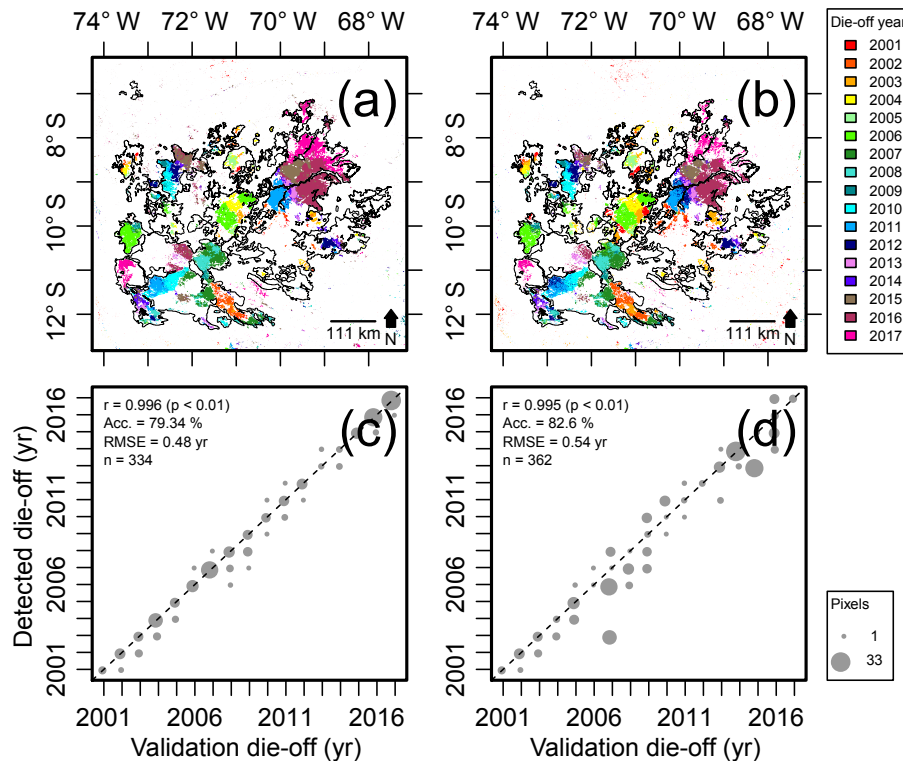 74° W 72° W 70° W 68° W
74° W 72° W 70° W 68° W
Die-off year
2001
2002
2003
2004
2005
2006
2007
2008
2009
2010
2011
2012
2013
2014
2015
2016
2017
8° S
10° S
12° S
(a)
111 km
N
(b)
111 km
N
Detected die-off (yr)
2016
2011
2006
2001
r = 0.996 (p < 0.01)
Acc. = 79.34 %
RMSE = 0.48 yr
n = 334
(c)
2001 2006 2011 2016
Validation die-off (yr)
2016
2011
2006
2001
r = 0.995 (p < 0.01)
Acc. = 82.6 %
RMSE = 0.54 yr
n = 362
(d)
2001 2006 2011 2016
Validation die-off (yr)
Pixels
1
33